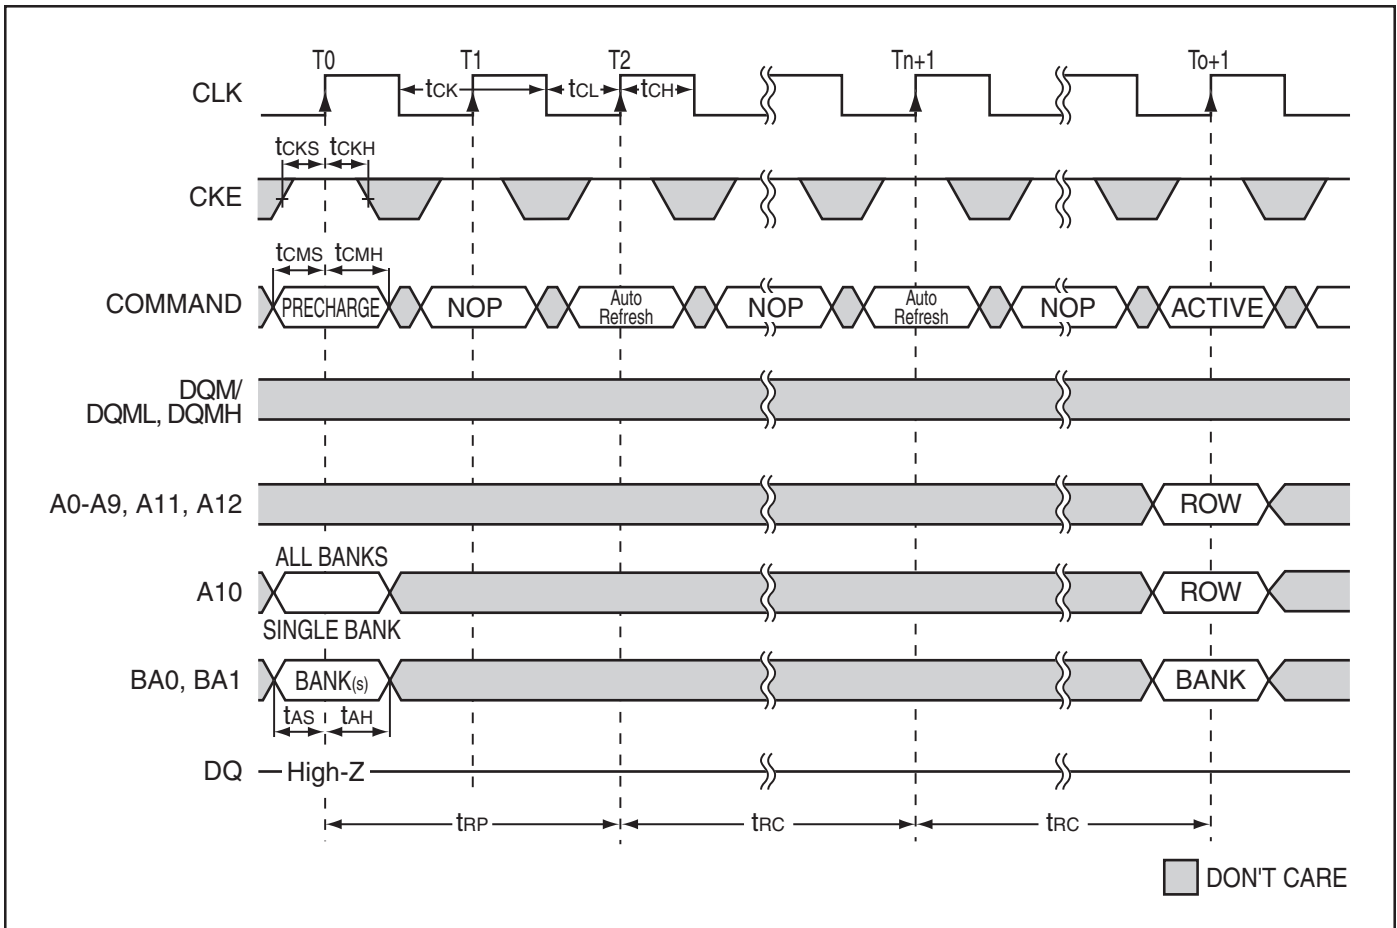 T0 T1 T2 Tn+1 To+1
CLK tCK tCL tCH
tCKS tCKH
CKE
tCMS tCMH
COMMAND PRECHARGE NOP Auto Refresh NOP Auto Refresh NOP ACTIVE
DQM/
DQML, DQMH
A0-A9, A11, A12 ROW
ALL BANKS
A10 ROW
SINGLE BANK
BA0, BA1 BANK(s) BANK
tAS tAH
DQ High-Z
tRP tRC tRC
DON'T CARE